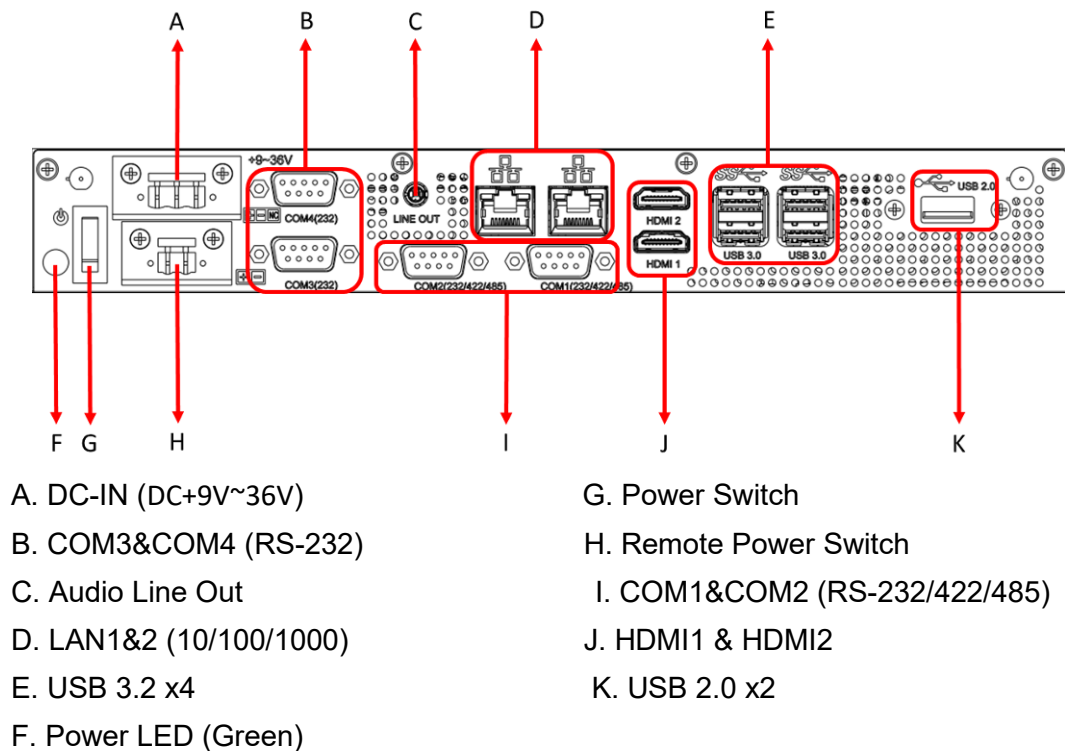 A B C D E
+9~36V
COM4(232)
NC
COM3(232)
LINE OUT
COM2(232/422/485)
COM1(232/422/485)
HDMI 2
HDMI 1
USB 3.0
USB 3.0
USB 2.0
F G H I J K
A. DC-IN (DC+9V~36V)
B. COM3&COM4 (RS-232)
C. Audio Line Out
D. LAN1&2 (10/100/1000)
E. USB 3.2 x4
F. Power LED (Green)
G. Power Switch
H. Remote Power Switch
I. COM1&COM2 (RS-232/422/485)
J. HDMI1 & HDMI2
K. USB 2.0 x2